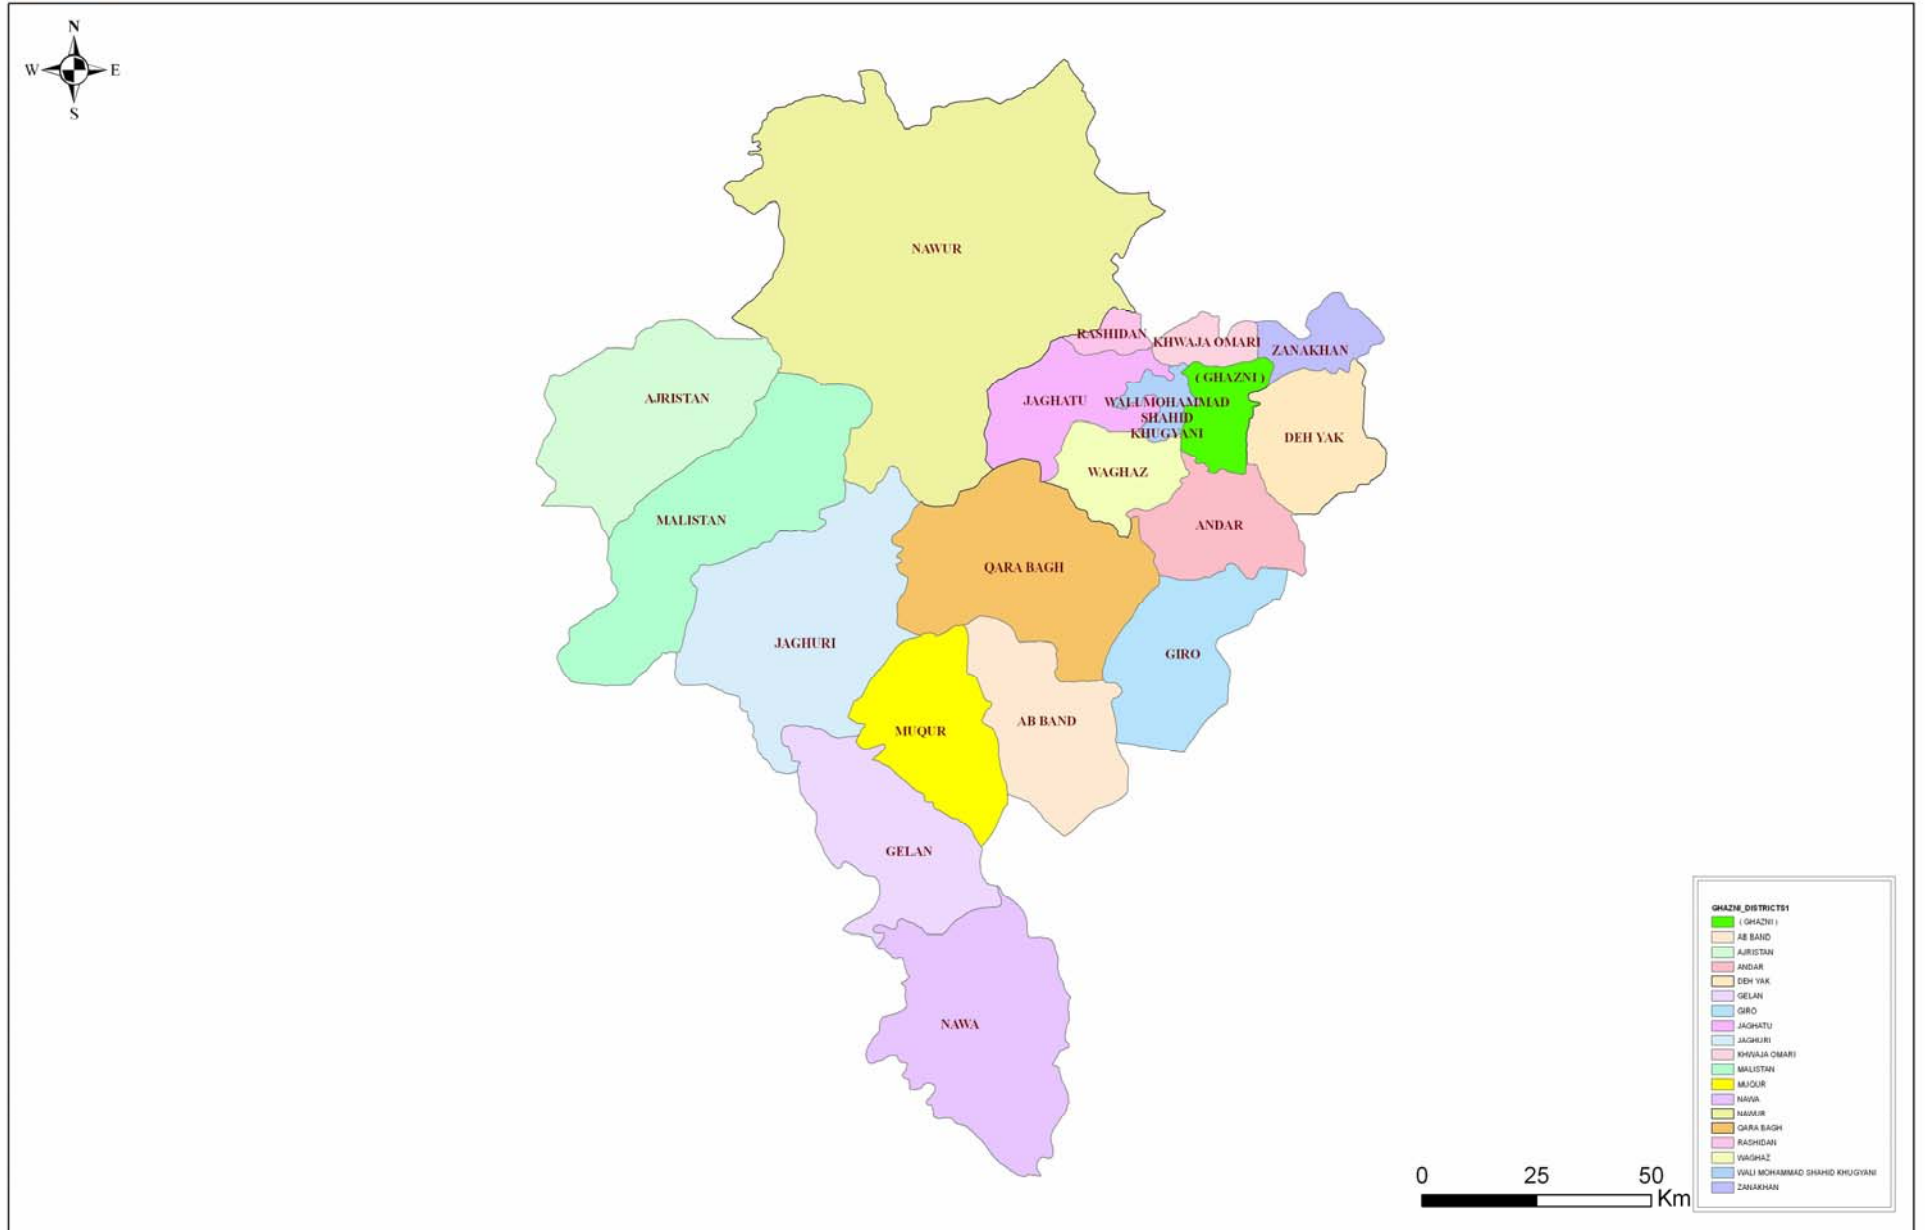 N
W E
S
NAWUR
RASHIDAN
KHWAJA OMARI
ZANAKHAN
( GHAZNI )
AJRISTAN
JAGHATU
WALI MOHAMMAD
SHAHID
KHUGYANI
DEH YAK
WAGHAZ
MALISTAN
ANDAR
QARA BAGH
JAGHURI
GIRO
MUQUR
AB BAND
GELAN
NAWA
GHAZNI_DISTRICTS1
( GHAZNI )
AB BAND
AJRISTAN
ANDAR
DEH YAK
GELAN
GIRO
JAGHATU
JAGHURI
KHWAJA OMARI
MALISTAN
MUQUR
NAWA
NAWUR
QARA BAGH
RASHIDAN
WAGHAZ
WALI MOHAMMAD SHAHID KHUGYANI
ZANAKHAN
0 25 50
Km